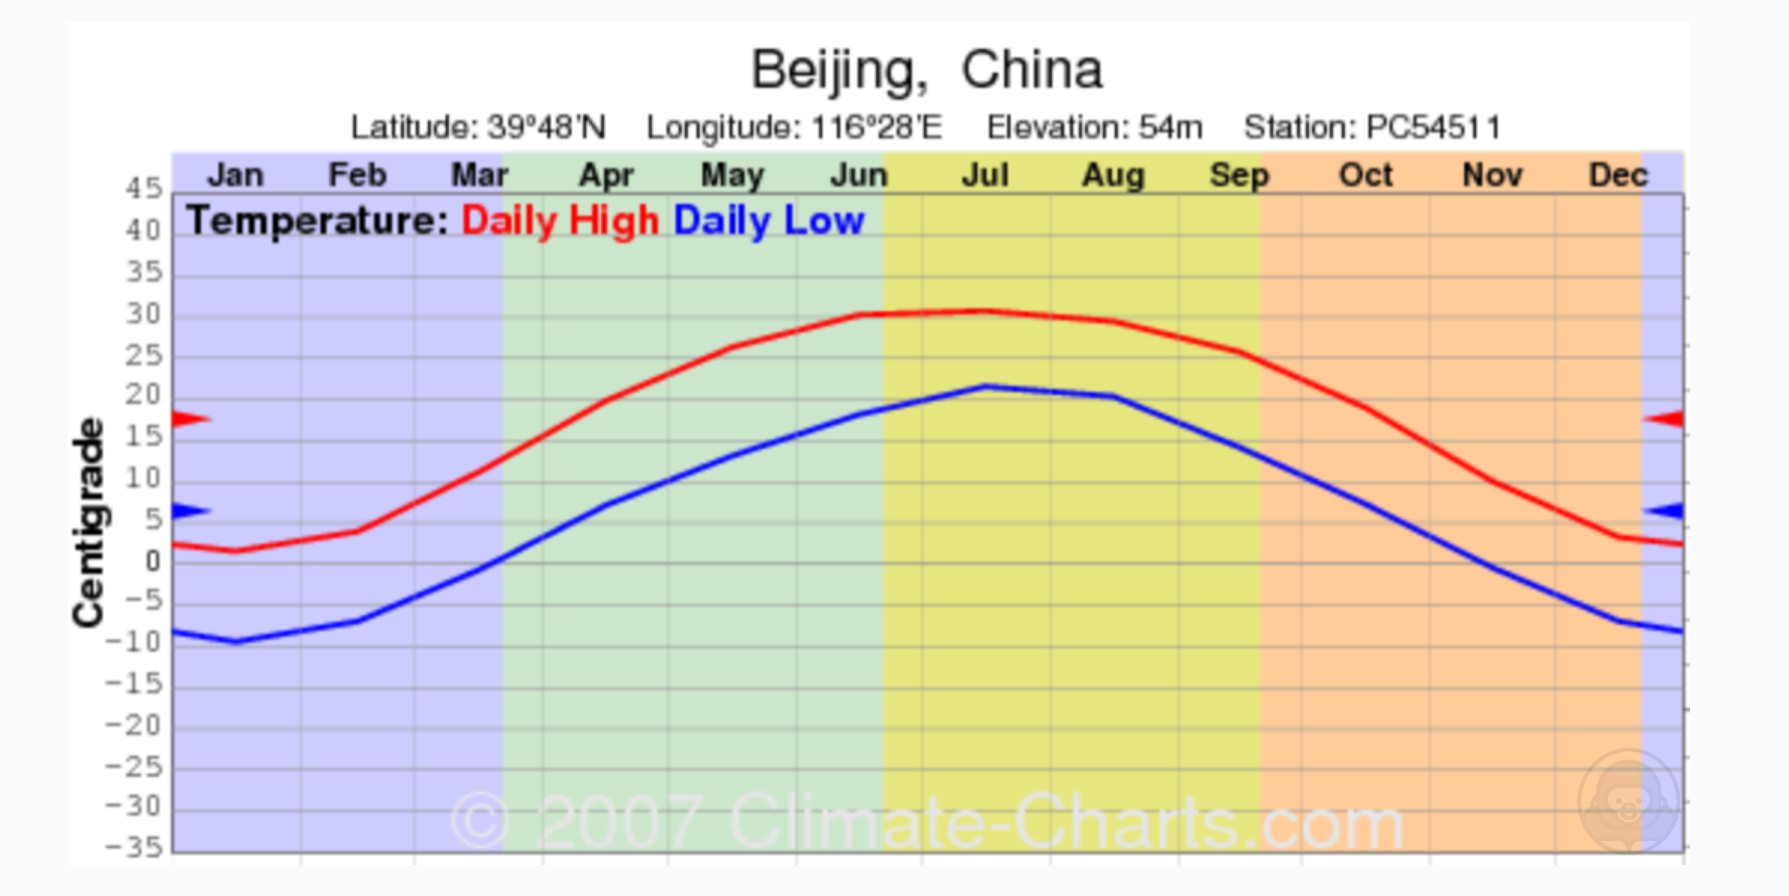 Beijing, China
Latitude: 39°48'N Longitude: 116°28'E Elevation: 54m Station: PC54511
Jan Feb Mar Apr May Jun Jul Aug Sep Oct Nov Dec
Temperature: Daily High Daily Low
45
40
35
30
25
20
15
10
5
0
−5
−10
−15
−20
−25
−30
−35
Centigrade
© 2007 Climate-Charts.com